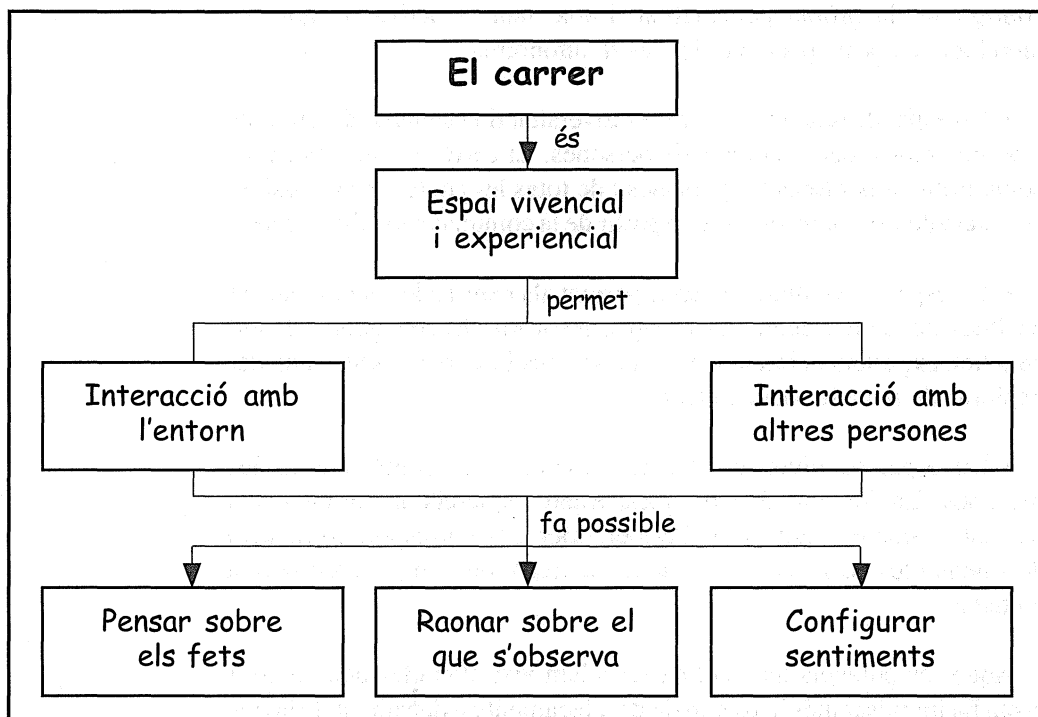 El carrer
és
Espai vivencial
i experiencial
permet
Interacció amb
l'entorn
Interacció amb
altres persones
fa possible
Pensar sobre
els fets
Raonar sobre el
que s'observa
Configurar
sentiments